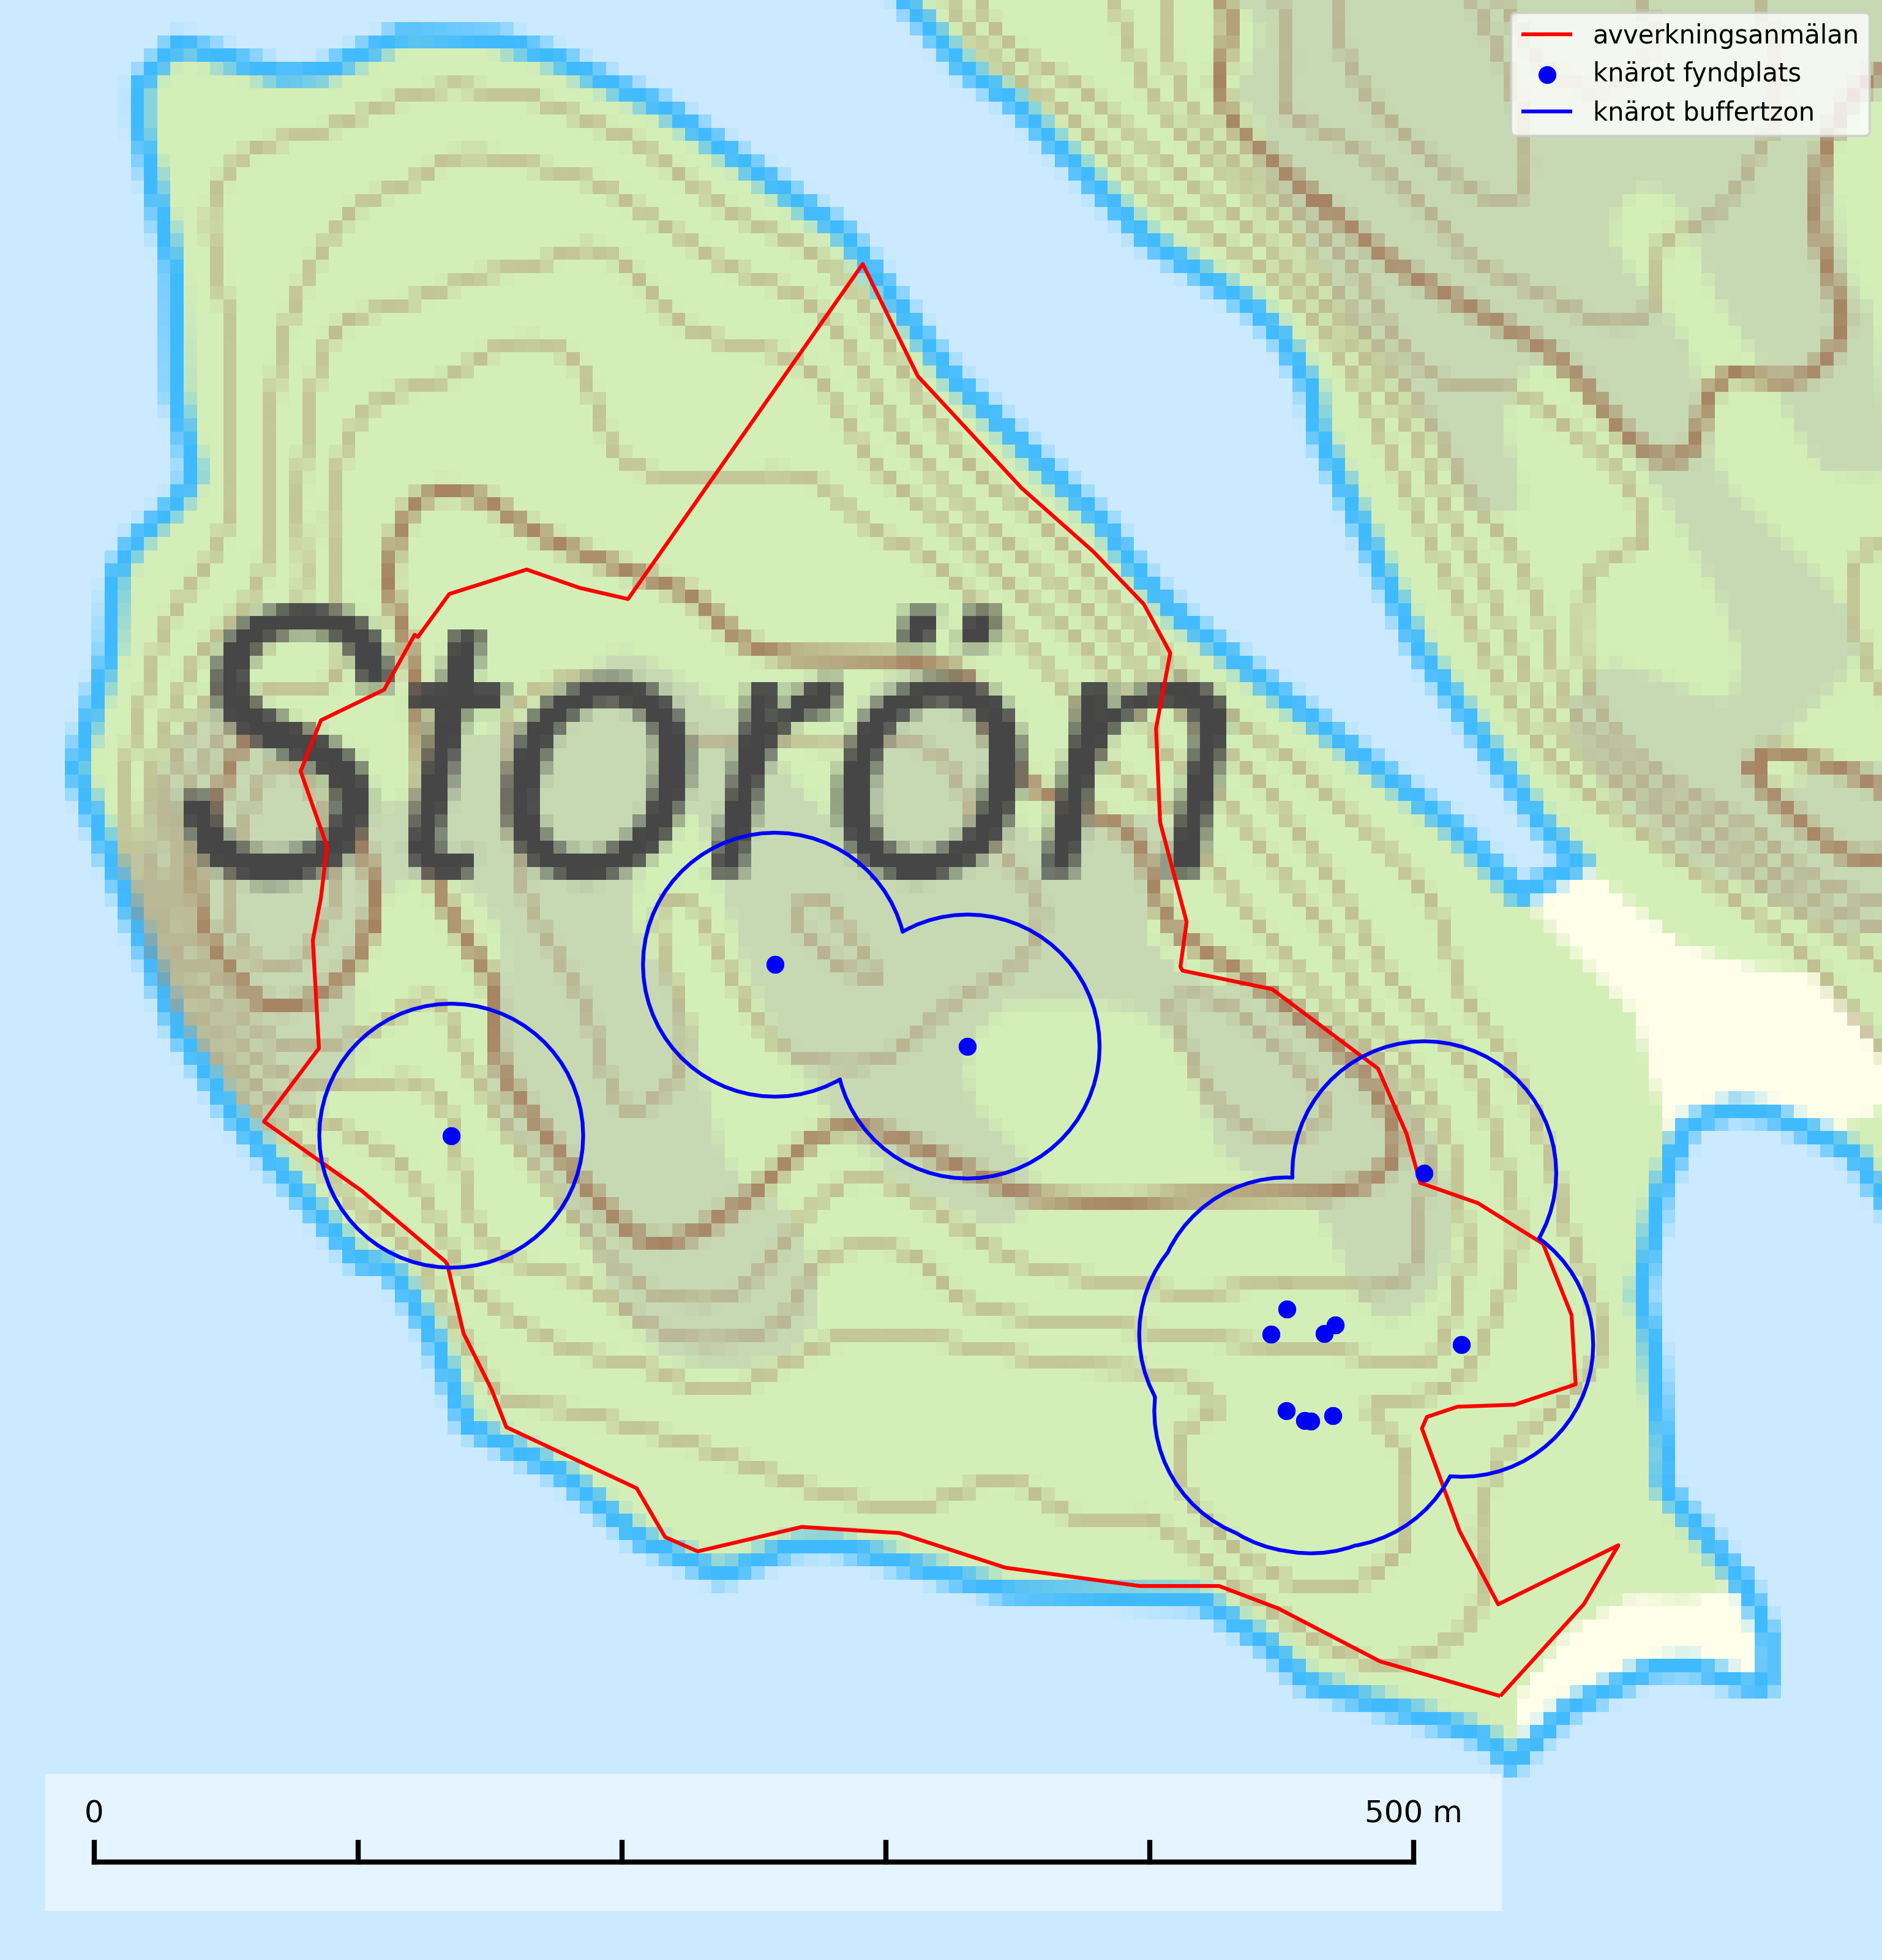 avverkningsanmälan
knärot fyndplats
knärot buffertzon
Storön
0 500 m